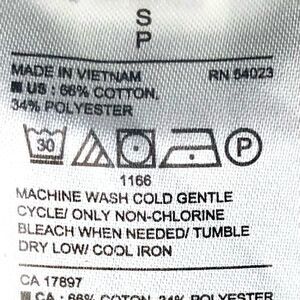 S
P
MADE IN VIETNAM RN 54023
US : 66% COTTON,
34% POLYESTER
30 P
1166
MACHINE WASH COLD GENTLE
CYCLE/ ONLY NON-CHLORINE
BLEACH WHEN NEEDED/ TUMBLE
DRY LOW/ COOL IRON
CA 17897
CA : 66% COTON, 34% POLYESTER